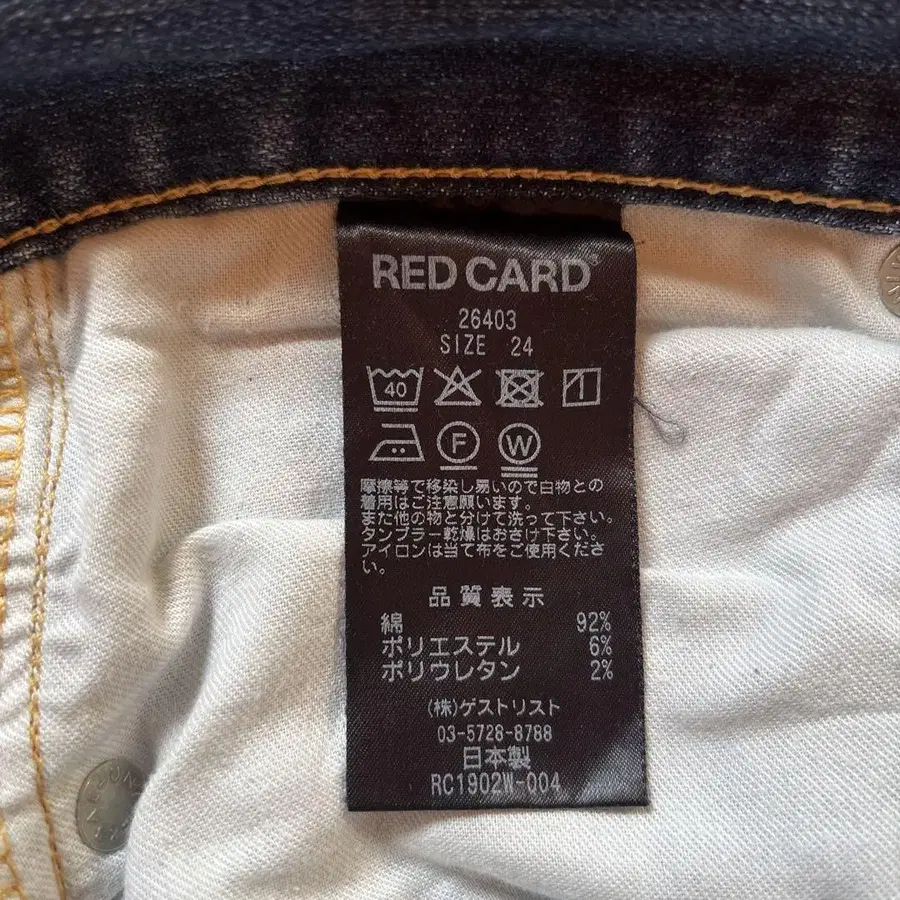 RED CARD®
26403
SIZE 24
40
F
W
摩擦等で移染し易いので白物との
着用はご注意願います。
また他の物と分けて洗って下さい。
タンブラー乾燥はおさけ下さい。
アイロンは当て布をご使用くださ
い。
品質表示
綿 92%
ポリエステル 6%
ポリウレタン 2%
(株)ゲストリスト
03-5728-8788
日本製
RC1902W-004